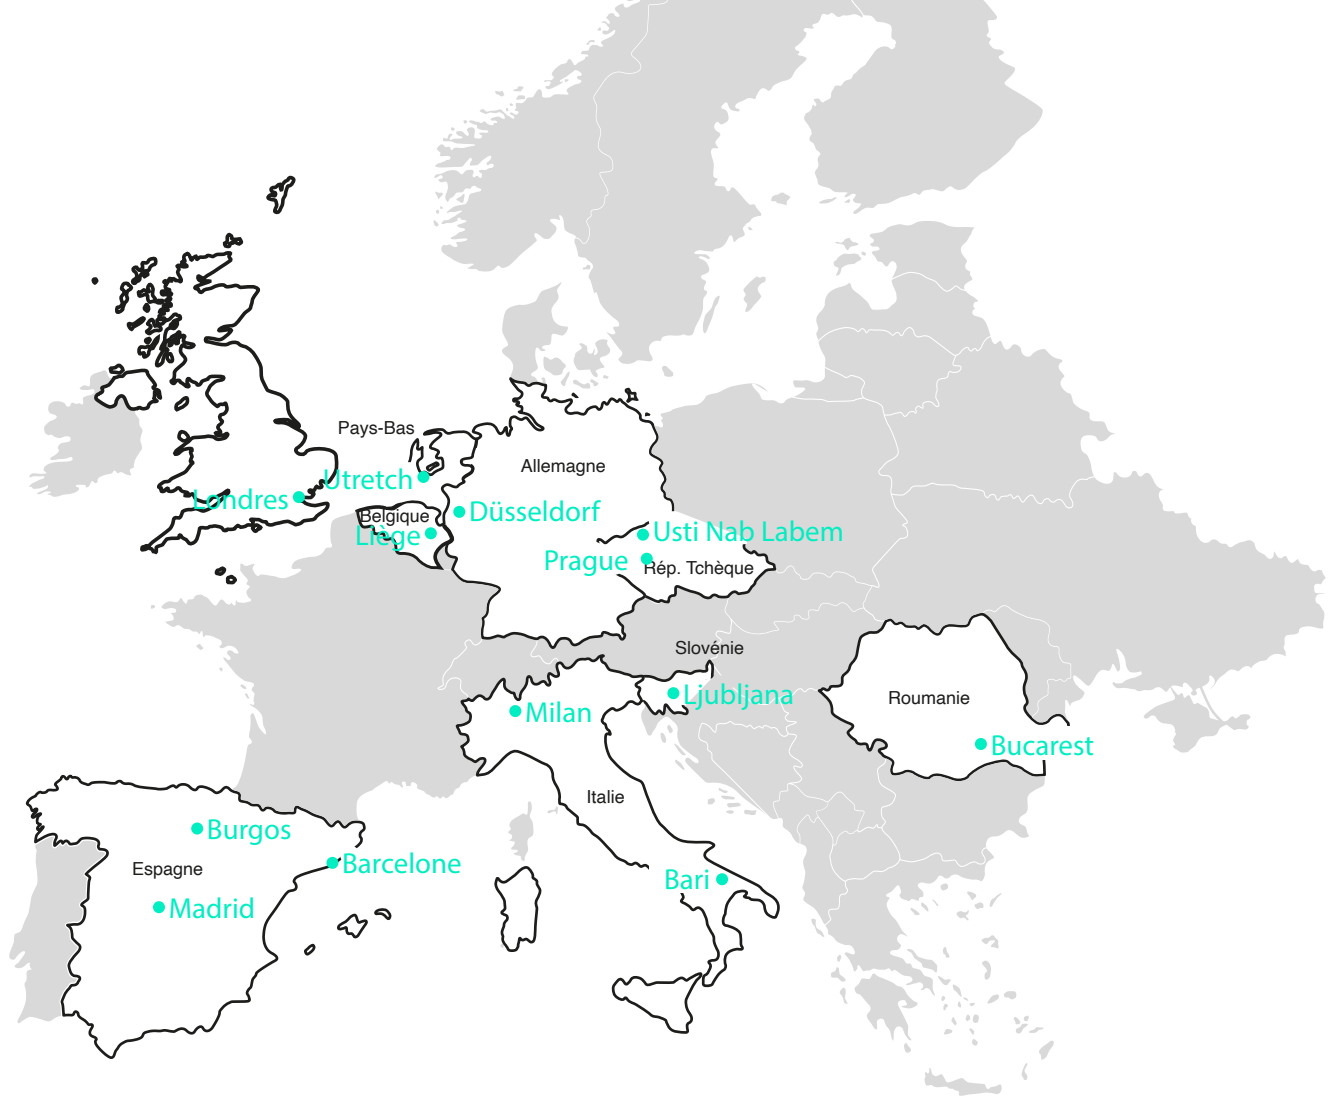 Pays-Bas
Allemagne
Utretch
Londres
Düsseldorf
Belgique
Usti Nab Labem
Liège
Prague
Rép. Tchèque
Slovénie
Ljubljana
Roumanie
Milan
Bucarest
Italie
Burgos
Barcelone
Espagne
Bari
Madrid